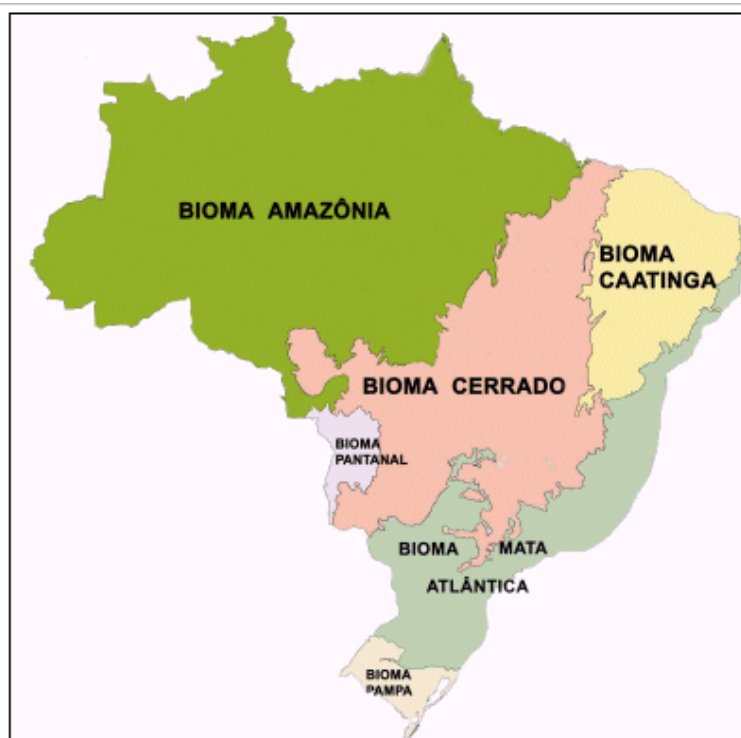 BIOMA AMAZÔNIA
BIOMA
CAATINGA
BIOMA CERRADO
BIOMA
PANTANAL
BIOMA MATA
ATLÂNTICA
BIOMA
PAMPA